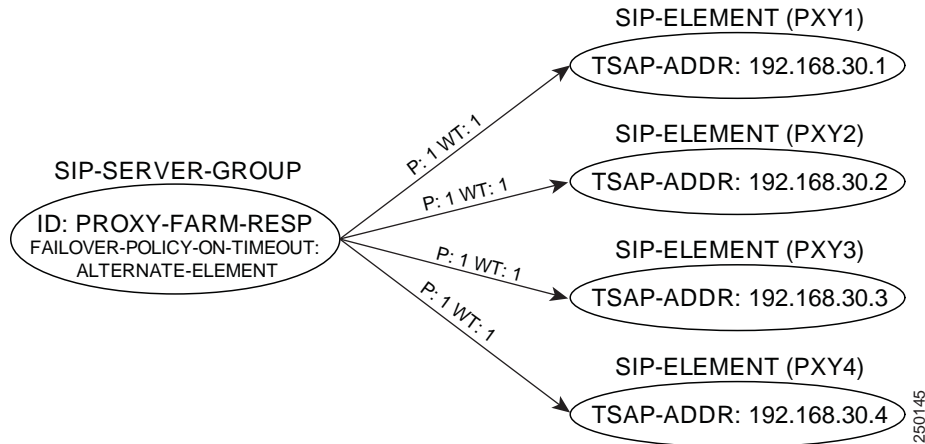 SIP-ELEMENT (PXY1)
TSAP-ADDR: 192.168.30.1
P: 1 WT: 1
SIP-ELEMENT (PXY2)
TSAP-ADDR: 192.168.30.2
P: 1 WT: 1
SIP-SERVER-GROUP
ID: PROXY-FARM-RESP
FAILOVER-POLICY-ON-TIMEOUT:
ALTERNATE-ELEMENT
P: 1 WT: 1
SIP-ELEMENT (PXY3)
TSAP-ADDR: 192.168.30.3
P: 1 WT: 1
SIP-ELEMENT (PXY4)
TSAP-ADDR: 192.168.30.4
250145